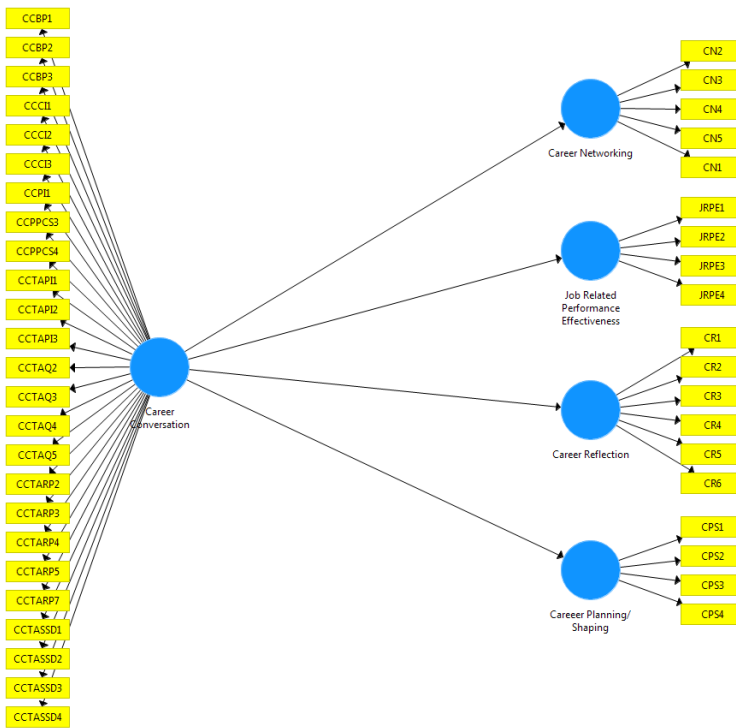 CCBP1
CCBP2
CCBP3
CCCI1
CCCI2
CCCI3
CCPI1
CCPPCS3
CCPPCS4
CCTAPI1
CCTAPI2
CCTAPI3
CCTAQ2
CCTAQ3
CCTAQ4
CCTAQ5
CCTARP2
CCTARP3
CCTARP4
CCTARP5
CCTARP7
CCTASSD1
CCTASSD2
CCTASSD3
CCTASSD4
Career
Conversation
Career Networking
CN2
CN3
CN4
CN5
CN1
Job Related
Performance
Effectiveness
JRPE1
JRPE2
JRPE3
JRPE4
Career Reflection
CR1
CR2
CR3
CR4
CR5
CR6
Careeer Planning/
Shaping
CPS1
CPS2
CPS3
CPS4